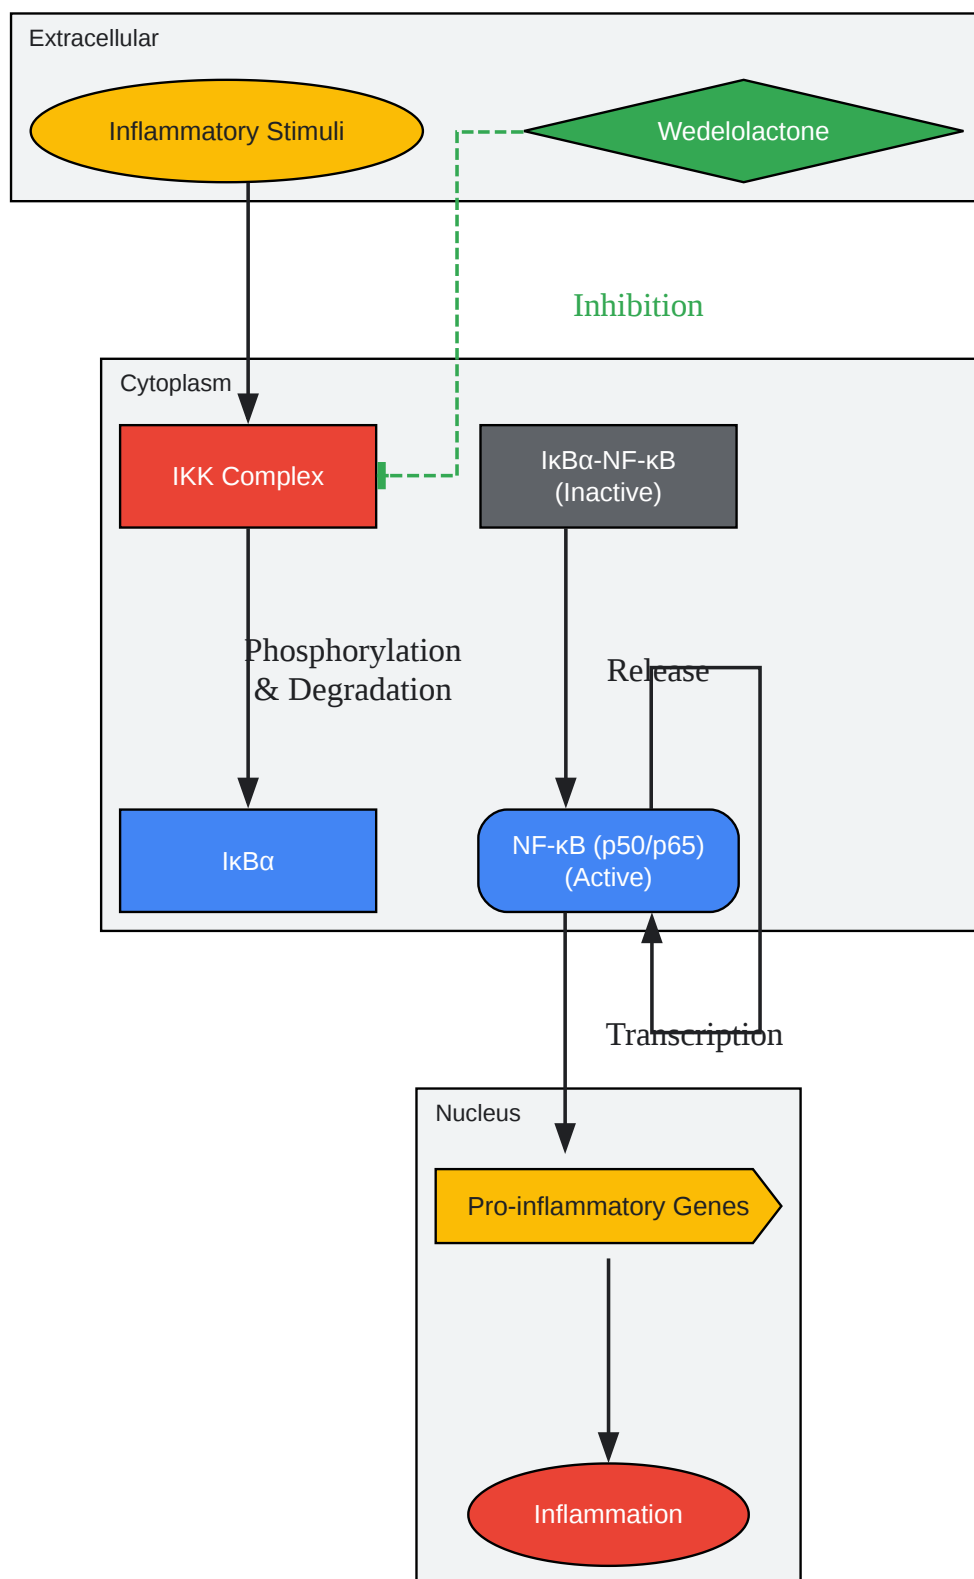 Extracellular
Inflammatory Stimuli
Wedelolactone
Inhibition
Cytoplasm
IKK Complex
IκBα-NF-κB
(Inactive)
Phosphorylation
& Degradation
Release
IκBα
NF-κB (p50/p65)
(Active)
Transcription
Nucleus
Pro-inflammatory Genes
Inflammation